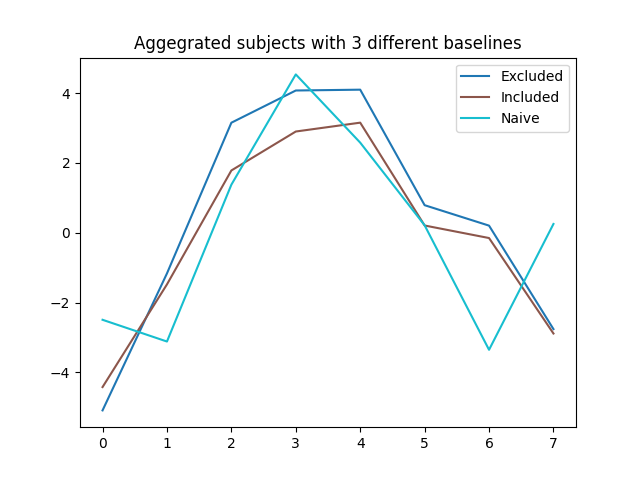 Aggegrated subjects with 3 different baselines
Excluded
Included
Naive
4
2
0
−2
−4
0 1 2 3 4 5 6 7